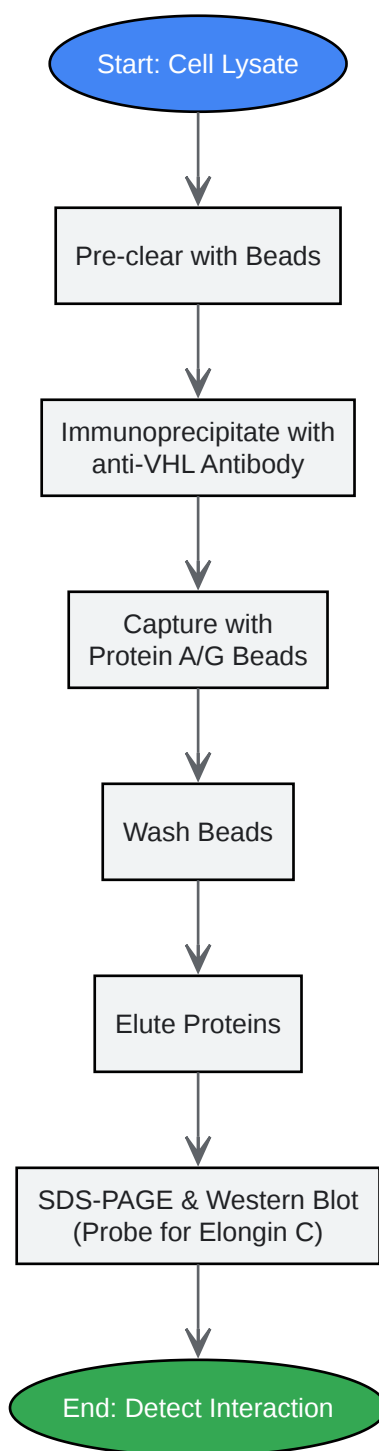 Start: Cell Lysate
Pre-clear with Beads
Immunoprecipitate with
anti-VHL Antibody
Capture with
Protein A/G Beads
Wash Beads
Elute Proteins
SDS-PAGE & Western Blot
(Probe for Elongin C)
End: Detect Interaction